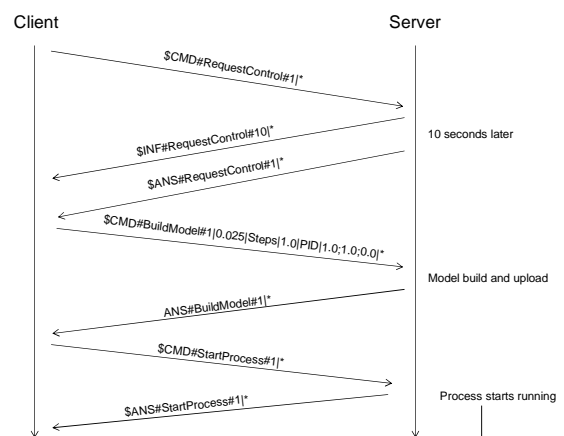 Client
Server
$CMD#RequestControl#1|*
$INF#RequestControl#10|*
10 seconds later
$ANS#RequestControl#1|*
$CMD#BuildModel#1|0.025|Steps|1.0|PID|1.0;1.0;0.0|*
Model build and upload
ANS#BuildModel#1|*
$CMD#StartProcess#1|*
Process starts running
$ANS#StartProcess#1|*